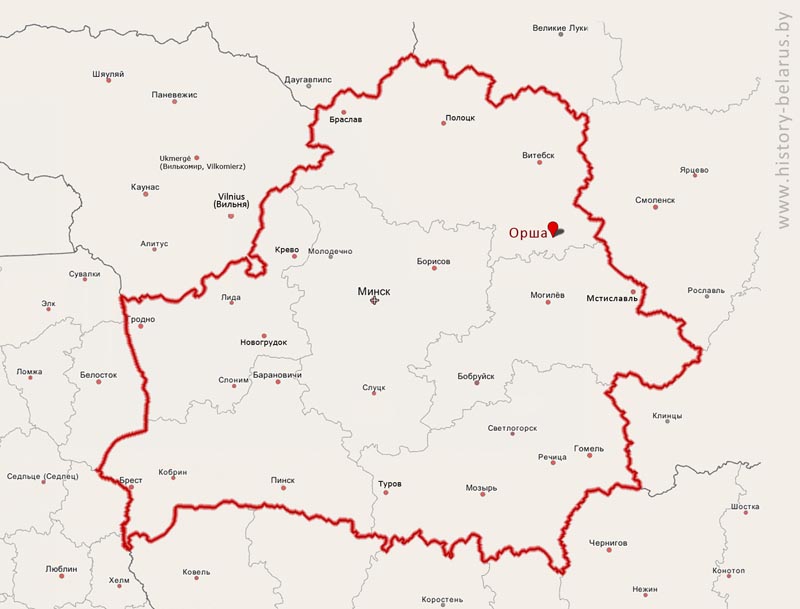 Великие Луки
www.history-belarus.by
Шяуляй
Даугавпилс
Паневежис
Браслав
Полоцк
Ukmergė
(Вилькомир, Vilkomierz)
Витебск
Ярцево
Каунас
Vilnius
(Вильня)
Смоленск
Орша
Алитус
Крево
Молодечно
Борисов
Сувалки
Минск
Рославль
Элк
Лида
Могилёв
Мстиславль
Гродно
Новогрудок
Ломжа
Белосток
Слоним
Барановичи
Слуцк
Бобруйск
Клинцы
Светлогорск
Речица
Гомель
Седльце (Седлец)
Брест
Кобрин
Пинск
Туров
Мозырь
Шостка
Чернигов
Люблин
Хелм
Ковель
Конотоп
Нежин
Коростень